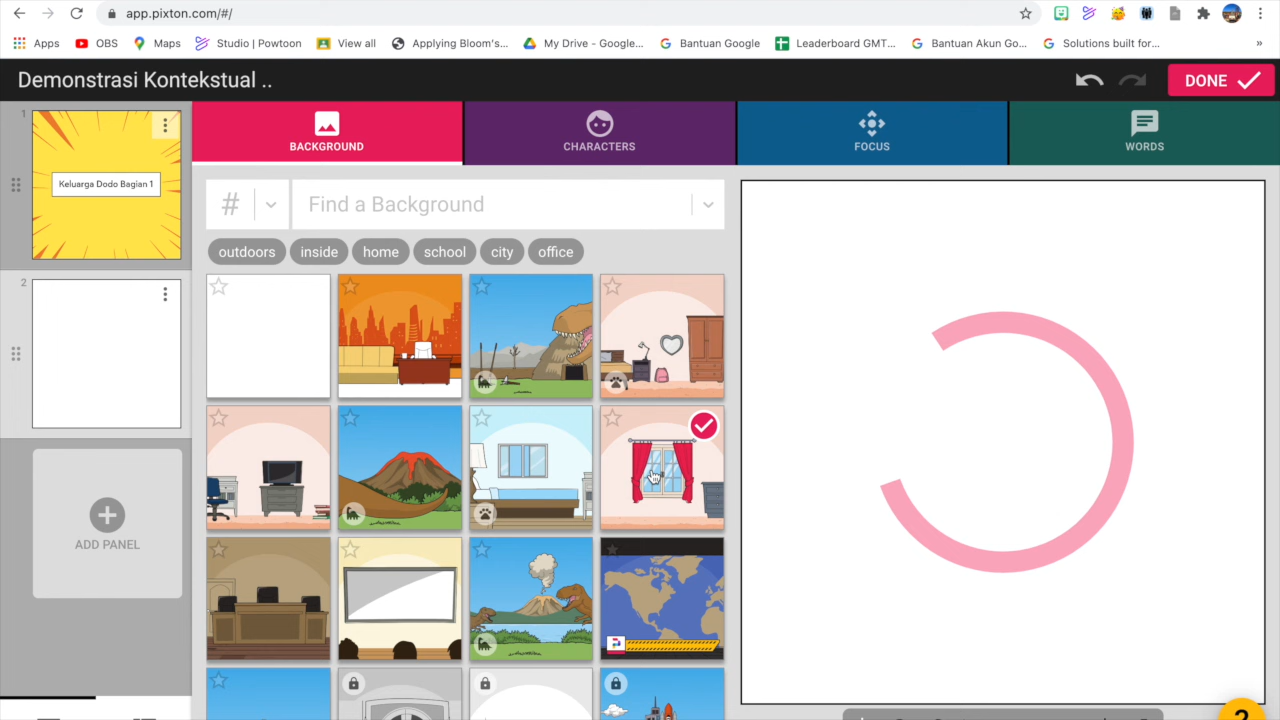 app.pixton.com/#/
Apps
OBS
Maps
Studio | Powtoon
View all
Applying Bloom's...
My Drive - Google...
Bantuan Google
Leaderboard GMT...
Bantuan Akun Go...
Solutions built for...
»
Demonstrasi Kontekstual ..
DONE
1
Keluarga Dodo Bagian 1
2
ADD PANEL
BACKGROUND
CHARACTERS
FOCUS
WORDS
#
Find a Background
outdoors
inside
home
school
city
office
?